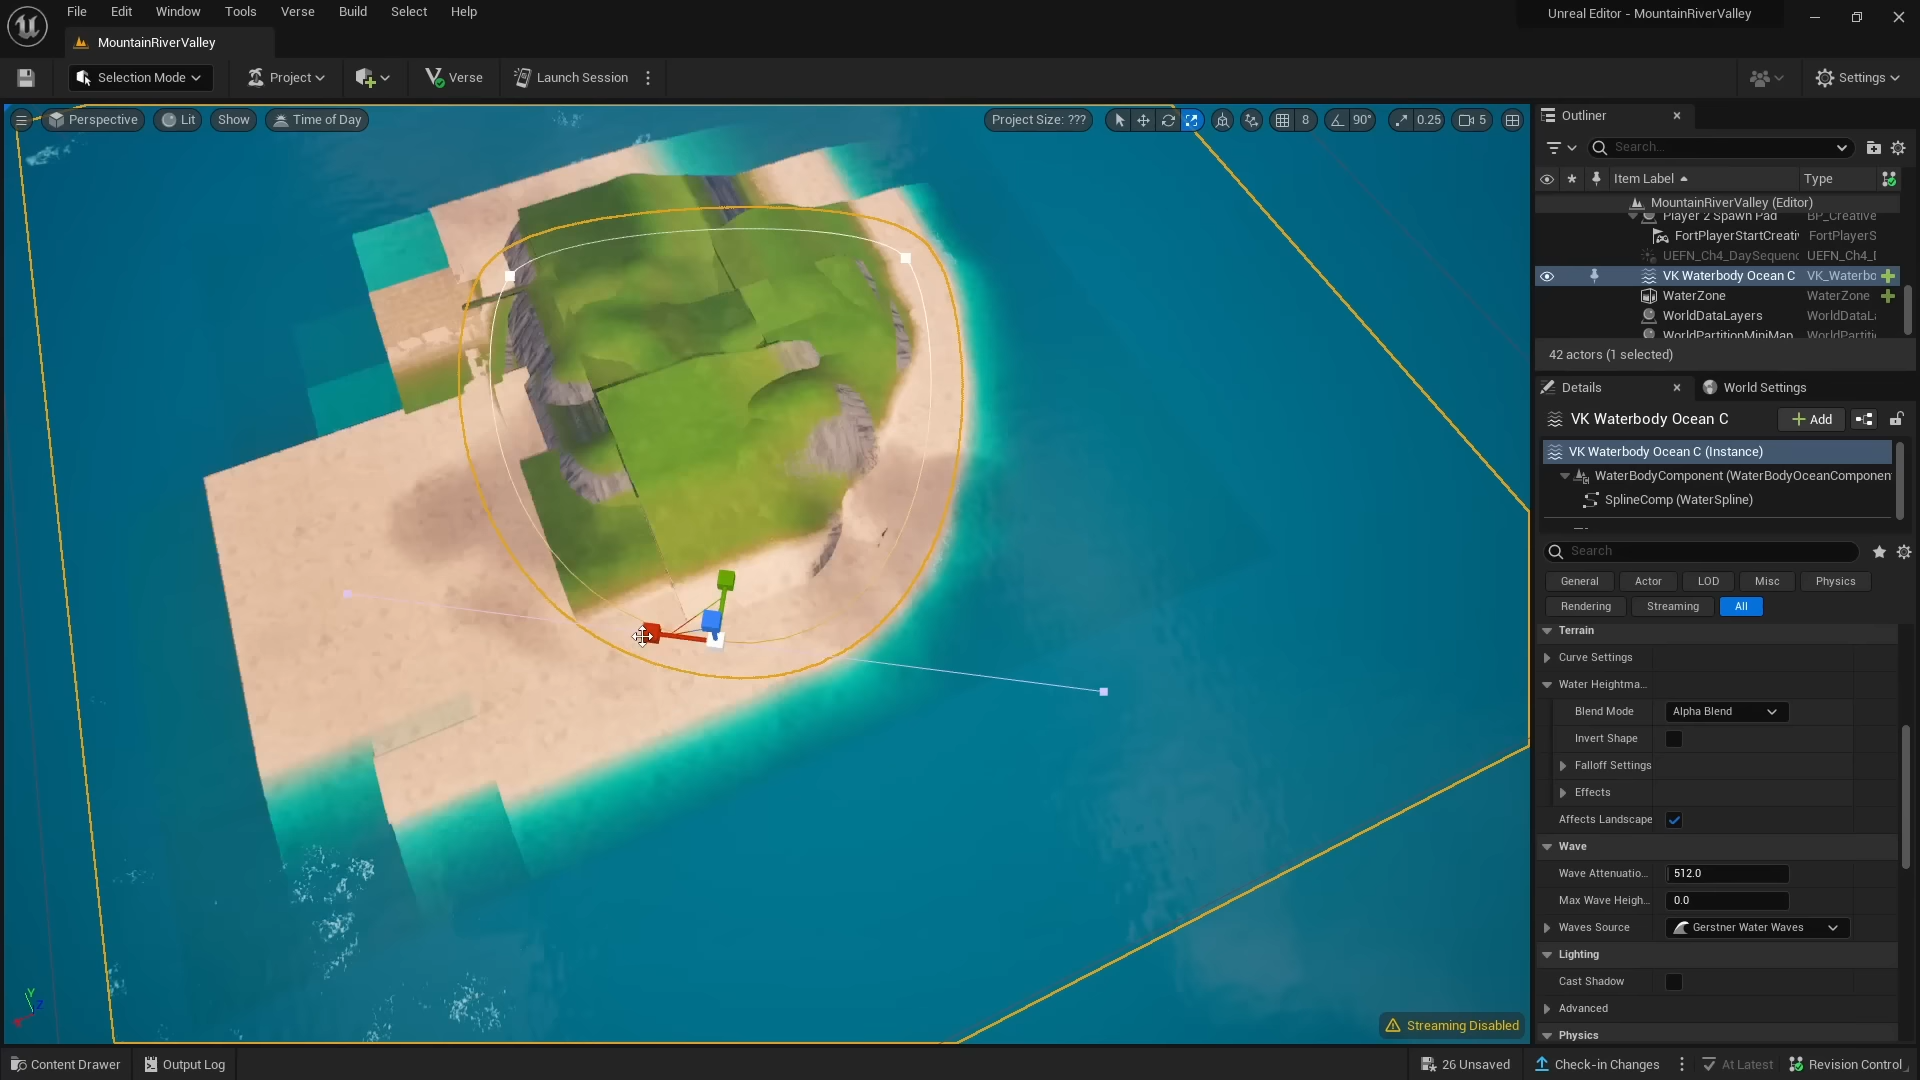 File Edit Window Tools Verse Build Select Help
Unreal Editor - MountainRiverValley
MountainRiverValley
Selection Mode
Project
Verse
Launch Session
Settings
Perspective
Lit
Show
Time of Day
Project Size: ???
8
90°
0.25
5
Outliner
Search...
Item Label
Type
MountainRiverValley (Editor)
Player 2 Spawn Pad BP_Creative
FortPlayerStartCreati FortPlayerS
UEFN_Ch4_DaySequenc UEFN_Ch4_D
VK Waterbody Ocean C VK_Waterbo
WaterZone WaterZone
WorldDataLayers WorldDataLa
WorldPartitionMiniMap WorldPartiti
42 actors (1 selected)
Details
World Settings
VK Waterbody Ocean C
Add
VK Waterbody Ocean C (Instance)
WaterBodyComponent (WaterBodyOceanComponen
SplineComp (WaterSpline)
Search
General Actor LOD Misc Physics
Rendering Streaming All
Terrain
Curve Settings
Water Heightma...
Blend Mode Alpha Blend
Invert Shape
Falloff Settings
Effects
Affects Landscape
Wave
Wave Attenuatio... 512.0
Max Wave Heigh... 0.0
Waves Source Gerstner Water Waves
Lighting
Cast Shadow
Advanced
Physics
Streaming Disabled
Y
Content Drawer
Output Log
26 Unsaved
Check-in Changes
At Latest
Revision Control